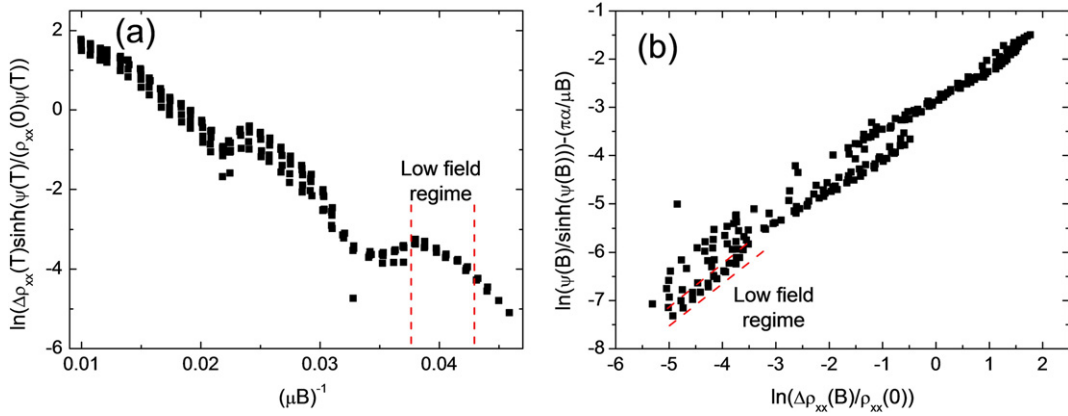 (a)
2
0
-2
-4
-6
ln(Δρxx(T)sinh(ψ(T)/(ρxx(0)ψ(T))
Low field
regime
0.01
0.02
0.03
0.04
(μB)⁻¹
(b)
-1
-2
-3
-4
-5
-6
-7
-8
ln(ψ(B)/sinh(ψ(B)))-(πα/μB)
Low field
regime
-6
-5
-4
-3
-2
-1
0
1
2
ln(Δρxx(B)/ρxx(0))